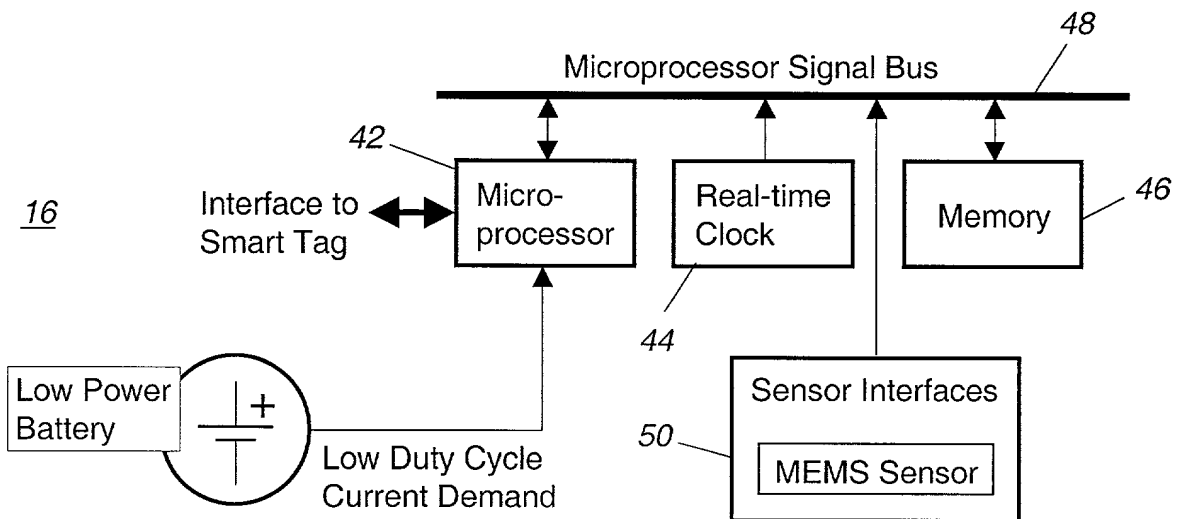 48
Microprocessor Signal Bus
42
Micro-
processor
Real-time
Clock
44
Memory
46
16
Interface to
Smart Tag
Low Power
Battery
+
Low Duty Cycle
Current Demand
Sensor Interfaces
50
MEMS Sensor